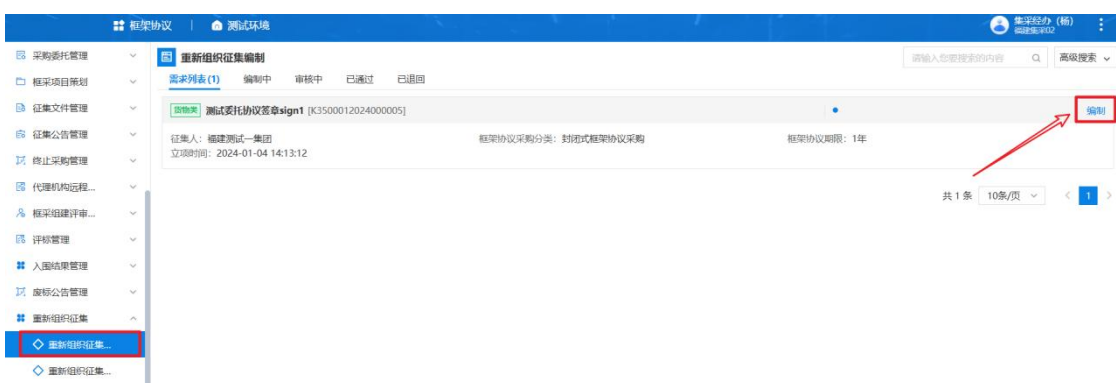 框架协议 | 测试环境
集采经办（杨）
福建集采02
采购委托管理
框采项目策划
征集文件管理
征集公告管理
终止采购管理
代理机构远程...
框采组建评审...
评标管理
入围结果管理
废标公告管理
重新组织征集
重新组织征集...
重新组织征集...
重新组织征集编制
请输入您要搜索的内容
高级搜索
需求列表(1) 编制中 审核中 已通过 已退回
货物类 测试委托协议签章sign1 [K3500012024000005]
编制
征集人：福建测试一集团 框架协议采购分类：封闭式框架协议采购 框架协议期限：1年
立项时间：2024-01-04 14:13:12
共 1 条 10条/页 < 1 >